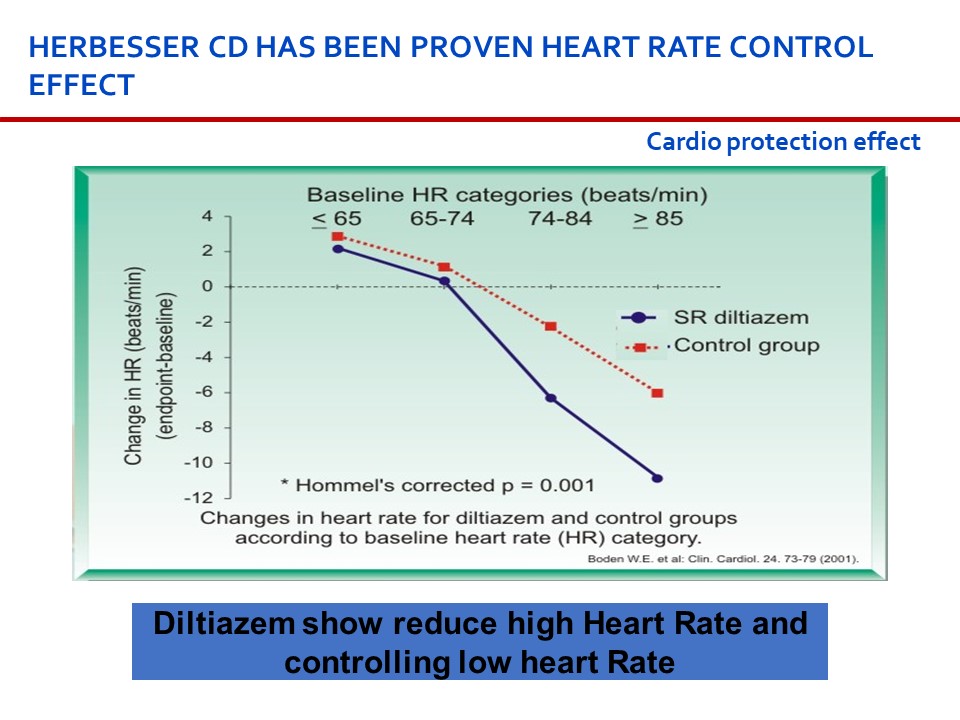 HERBESSER CD HAS BEEN PROVEN HEART RATE CONTROL
EFFECT
Cardio protection effect
Baseline HR categories (beats/min)
≤ 65 65-74 74-84 ≥ 85
4
2
0
-2
-4
-6
-8
-10
-12
Change in HR (beats/min)
(endpoint-baseline)
SR diltiazem
Control group
* Hommel's corrected p = 0.001
Changes in heart rate for diltiazem and control groups
according to baseline heart rate (HR) category.
Boden W.E. et al: Clin. Cardiol. 24. 73-79 (2001).
Diltiazem show reduce high Heart Rate and
controlling low heart Rate